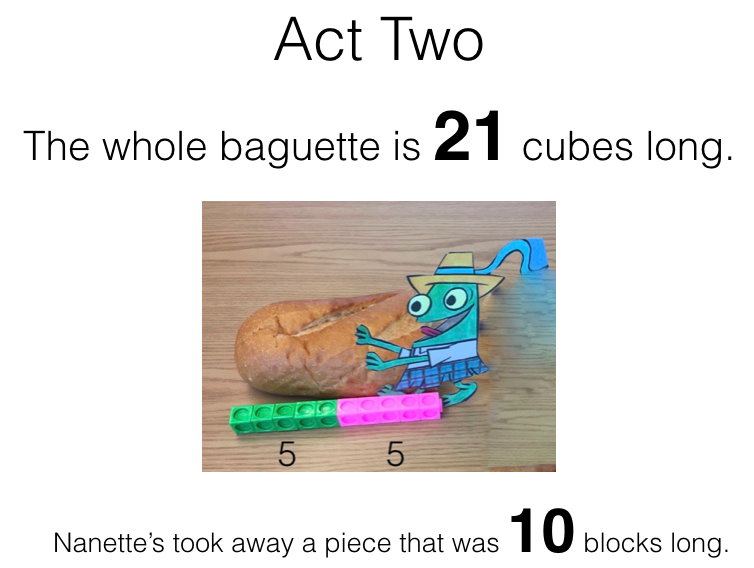 Act Two
The whole baguette is 21 cubes long.
5 5
Nanette's took away a piece that was 10 blocks long.